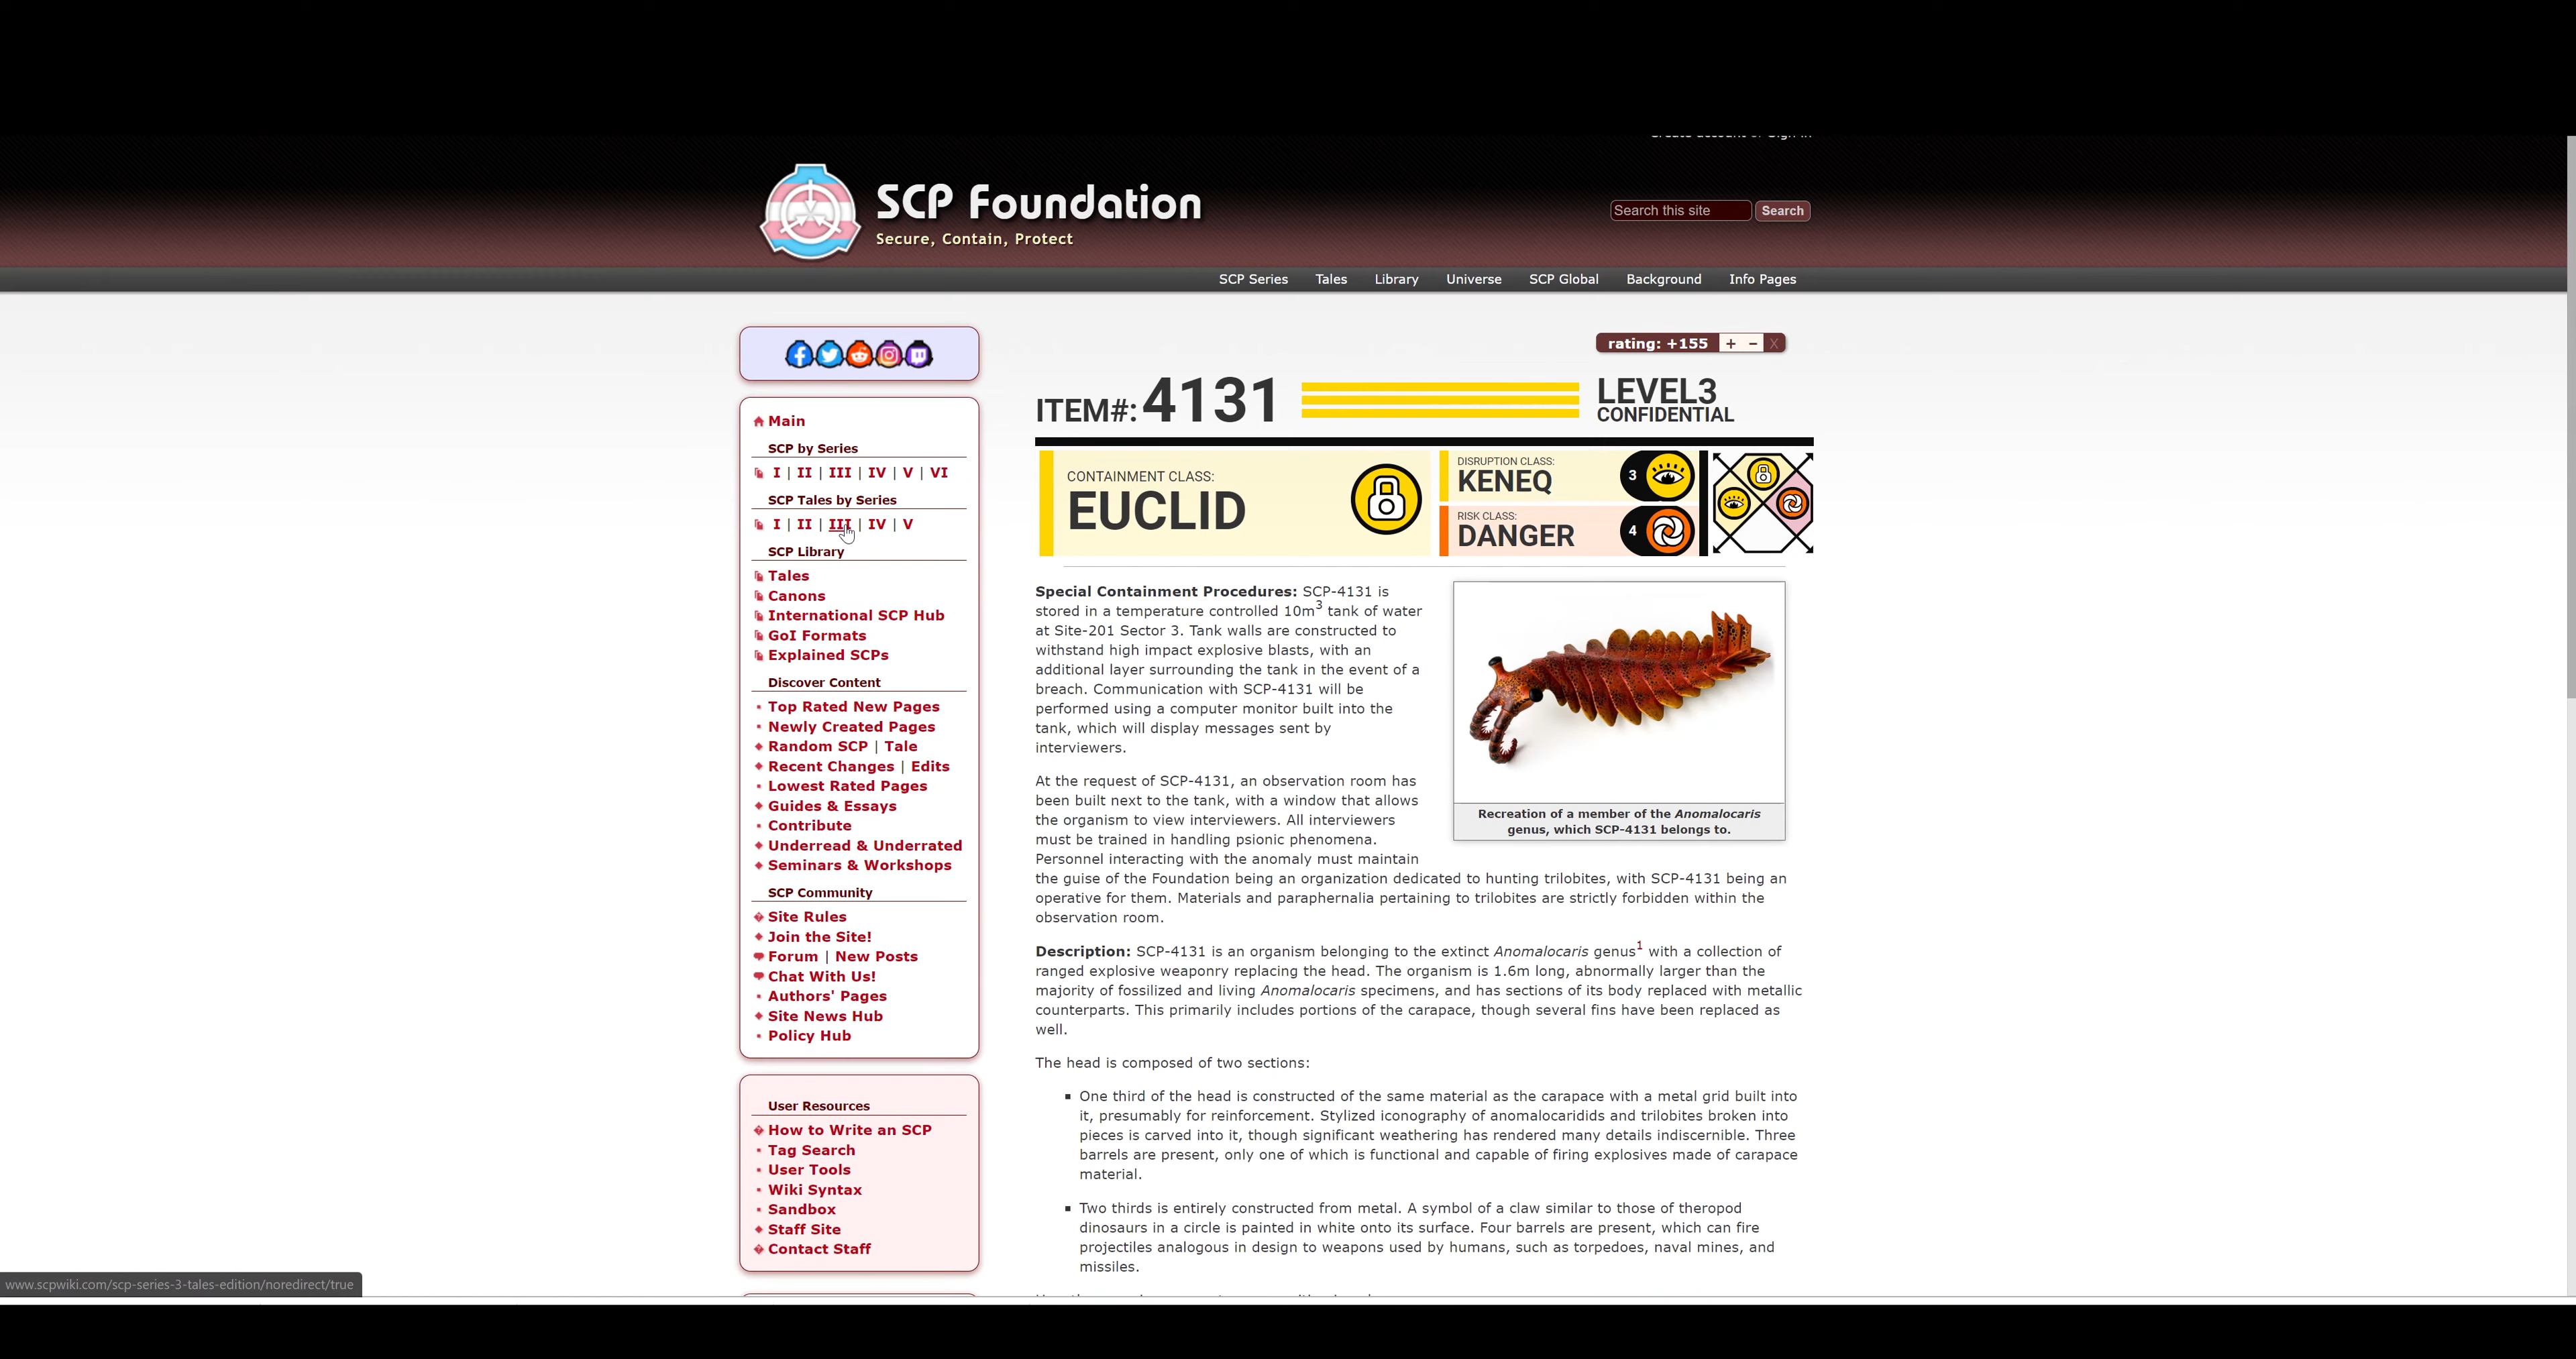 SCP Foundation
Secure, Contain, Protect
Search this site
Search
SCP Series Tales Library Universe SCP Global Background Info Pages
Main
SCP by Series
I | II | III | IV | V | VI
SCP Tales by Series
I | II | III | IV | V
SCP Library
Tales
Canons
International SCP Hub
GoI Formats
Explained SCPs
Discover Content
Top Rated New Pages
Newly Created Pages
Random SCP | Tale
Recent Changes | Edits
Lowest Rated Pages
Guides & Essays
Contribute
Underread & Underrated
Seminars & Workshops
SCP Community
Site Rules
Join the Site!
Forum | New Posts
Chat With Us!
Authors' Pages
Site News Hub
Policy Hub
User Resources
How to Write an SCP
Tag Search
User Tools
Wiki Syntax
Sandbox
Staff Site
Contact Staff
rating: +155 + − X
ITEM#: 4131
LEVEL3
CONFIDENTIAL
CONTAINMENT CLASS:
EUCLID
DISRUPTION CLASS:
KENEQ
3
RISK CLASS:
DANGER
4
Special Containment Procedures: SCP-4131 is
stored in a temperature controlled 10m³ tank of water
at Site-201 Sector 3. Tank walls are constructed to
withstand high impact explosive blasts, with an
additional layer surrounding the tank in the event of a
breach. Communication with SCP-4131 will be
performed using a computer monitor built into the
tank, which will display messages sent by
interviewers.
At the request of SCP-4131, an observation room has
been built next to the tank, with a window that allows
the organism to view interviewers. All interviewers
must be trained in handling psionic phenomena.
Personnel interacting with the anomaly must maintain
the guise of the Foundation being an organization dedicated to hunting trilobites, with SCP-4131 being an
operative for them. Materials and paraphernalia pertaining to trilobites are strictly forbidden within the
observation room.
Recreation of a member of the Anomalocaris
genus, which SCP-4131 belongs to.
Description: SCP-4131 is an organism belonging to the extinct Anomalocaris genus¹ with a collection of
ranged explosive weaponry replacing the head. The organism is 1.6m long, abnormally larger than the
majority of fossilized and living Anomalocaris specimens, and has sections of its body replaced with metallic
counterparts. This primarily includes portions of the carapace, though several fins have been replaced as
well.
The head is composed of two sections:
One third of the head is constructed of the same material as the carapace with a metal grid built into
it, presumably for reinforcement. Stylized iconography of anomalocaridids and trilobites broken into
pieces is carved into it, though significant weathering has rendered many details indiscernible. Three
barrels are present, only one of which is functional and capable of firing explosives made of carapace
material.
Two thirds is entirely constructed from metal. A symbol of a claw similar to those of theropod
dinosaurs in a circle is painted in white onto its surface. Four barrels are present, which can fire
projectiles analogous in design to weapons used by humans, such as torpedoes, naval mines, and
missiles.
www.scpwiki.com/scp-series-3-tales-edition/noredirect/true